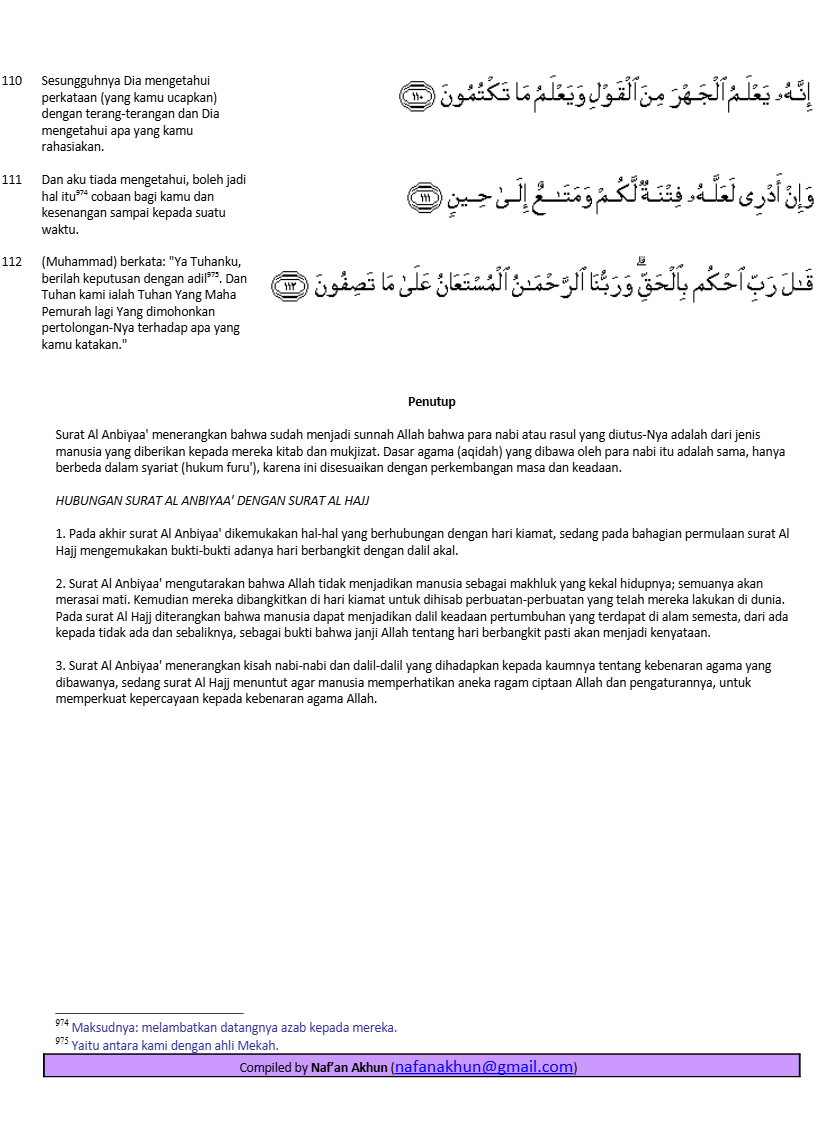 110 Sesungguhnya Dia mengetahui
perkataan (yang kamu ucapkan)
dengan terang-terangan dan Dia
mengetahui apa yang kamu
rahasiakan.
إِنَّهُۥ يَعْلَمُ ٱلْجَهْرَ مِنَ ٱلْقَوْلِ وَيَعْلَمُ مَا تَكْتُمُونَ ١١٠
111 Dan aku tiada mengetahui, boleh jadi
hal itu⁹⁷⁴ cobaan bagi kamu dan
kesenangan sampai kepada suatu
waktu.
وَإِنْ أَدْرِى لَعَلَّهُۥ فِتْنَةٌ لَّكُمْ وَمَتَـٰعٌ إِلَىٰ حِينٍ ١١١
112 (Muhammad) berkata: "Ya Tuhanku,
berilah keputusan dengan adil⁹⁷⁵. Dan
Tuhan kami ialah Tuhan Yang Maha
Pemurah lagi Yang dimohonkan
pertolongan-Nya terhadap apa yang
kamu katakan."
قَـٰلَ رَبِّ ٱحْكُم بِٱلْحَقِّ ۗ وَرَبُّنَا ٱلرَّحْمَـٰنُ ٱلْمُسْتَعَانُ عَلَىٰ مَا تَصِفُونَ ١١٢
Penutup
Surat Al Anbiyaa' menerangkan bahwa sudah menjadi sunnah Allah bahwa para nabi atau rasul yang diutus-Nya adalah dari jenis
manusia yang diberikan kepada mereka kitab dan mukjizat. Dasar agama (aqidah) yang dibawa oleh para nabi itu adalah sama, hanya
berbeda dalam syariat (hukum furu'), karena ini disesuaikan dengan perkembangan masa dan keadaan.
HUBUNGAN SURAT AL ANBIYAA' DENGAN SURAT AL HAJJ
1. Pada akhir surat Al Anbiyaa' dikemukakan hal-hal yang berhubungan dengan hari kiamat, sedang pada bahagian permulaan surat Al
Hajj mengemukakan bukti-bukti adanya hari berbangkit dengan dalil akal.
2. Surat Al Anbiyaa' mengutarakan bahwa Allah tidak menjadikan manusia sebagai makhluk yang kekal hidupnya; semuanya akan
merasai mati. Kemudian mereka dibangkitkan di hari kiamat untuk dihisab perbuatan-perbuatan yang telah mereka lakukan di dunia.
Pada surat Al Hajj diterangkan bahwa manusia dapat menjadikan dalil keadaan pertumbuhan yang terdapat di alam semesta, dari ada
kepada tidak ada dan sebaliknya, sebagai bukti bahwa janji Allah tentang hari berbangkit pasti akan menjadi kenyataan.
3. Surat Al Anbiyaa' menerangkan kisah nabi-nabi dan dalil-dalil yang dihadapkan kepada kaumnya tentang kebenaran agama yang
dibawanya, sedang surat Al Hajj menuntut agar manusia memperhatikan aneka ragam ciptaan Allah dan pengaturannya, untuk
memperkuat kepercayaan kepada kebenaran agama Allah.
⁹⁷⁴ Maksudnya: melambatkan datangnya azab kepada mereka.
⁹⁷⁵ Yaitu antara kami dengan ahli Mekah.
Compiled by Naf’an Akhun (nafanakhun@gmail.com)